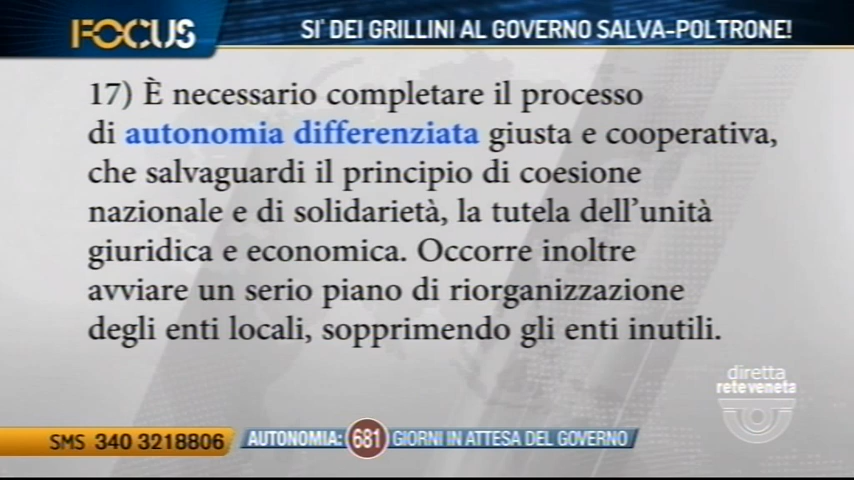 FOCUS
SI' DEI GRILLINI AL GOVERNO SALVA-POLTRONE!
17) È necessario completare il processo
di autonomia differenziata giusta e cooperativa,
che salvaguardi il principio di coesione
nazionale e di solidarietà, la tutela dell'unità
giuridica e economica. Occorre inoltre
avviare un serio piano di riorganizzazione
degli enti locali, sopprimendo gli enti inutili.
diretta
reteveneta
SMS 340 3218806
AUTONOMIA: 681 GIORNI IN ATTESA DEL GOVERNO